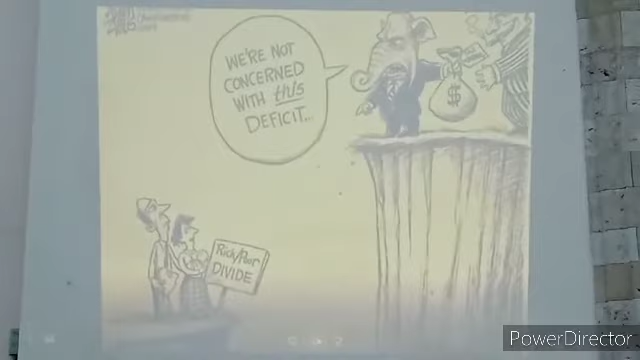 WE'RE NOT
CONCERNED
WITH this
DEFICIT...
$
Rich/Poor
DIVIDE
PowerDirector